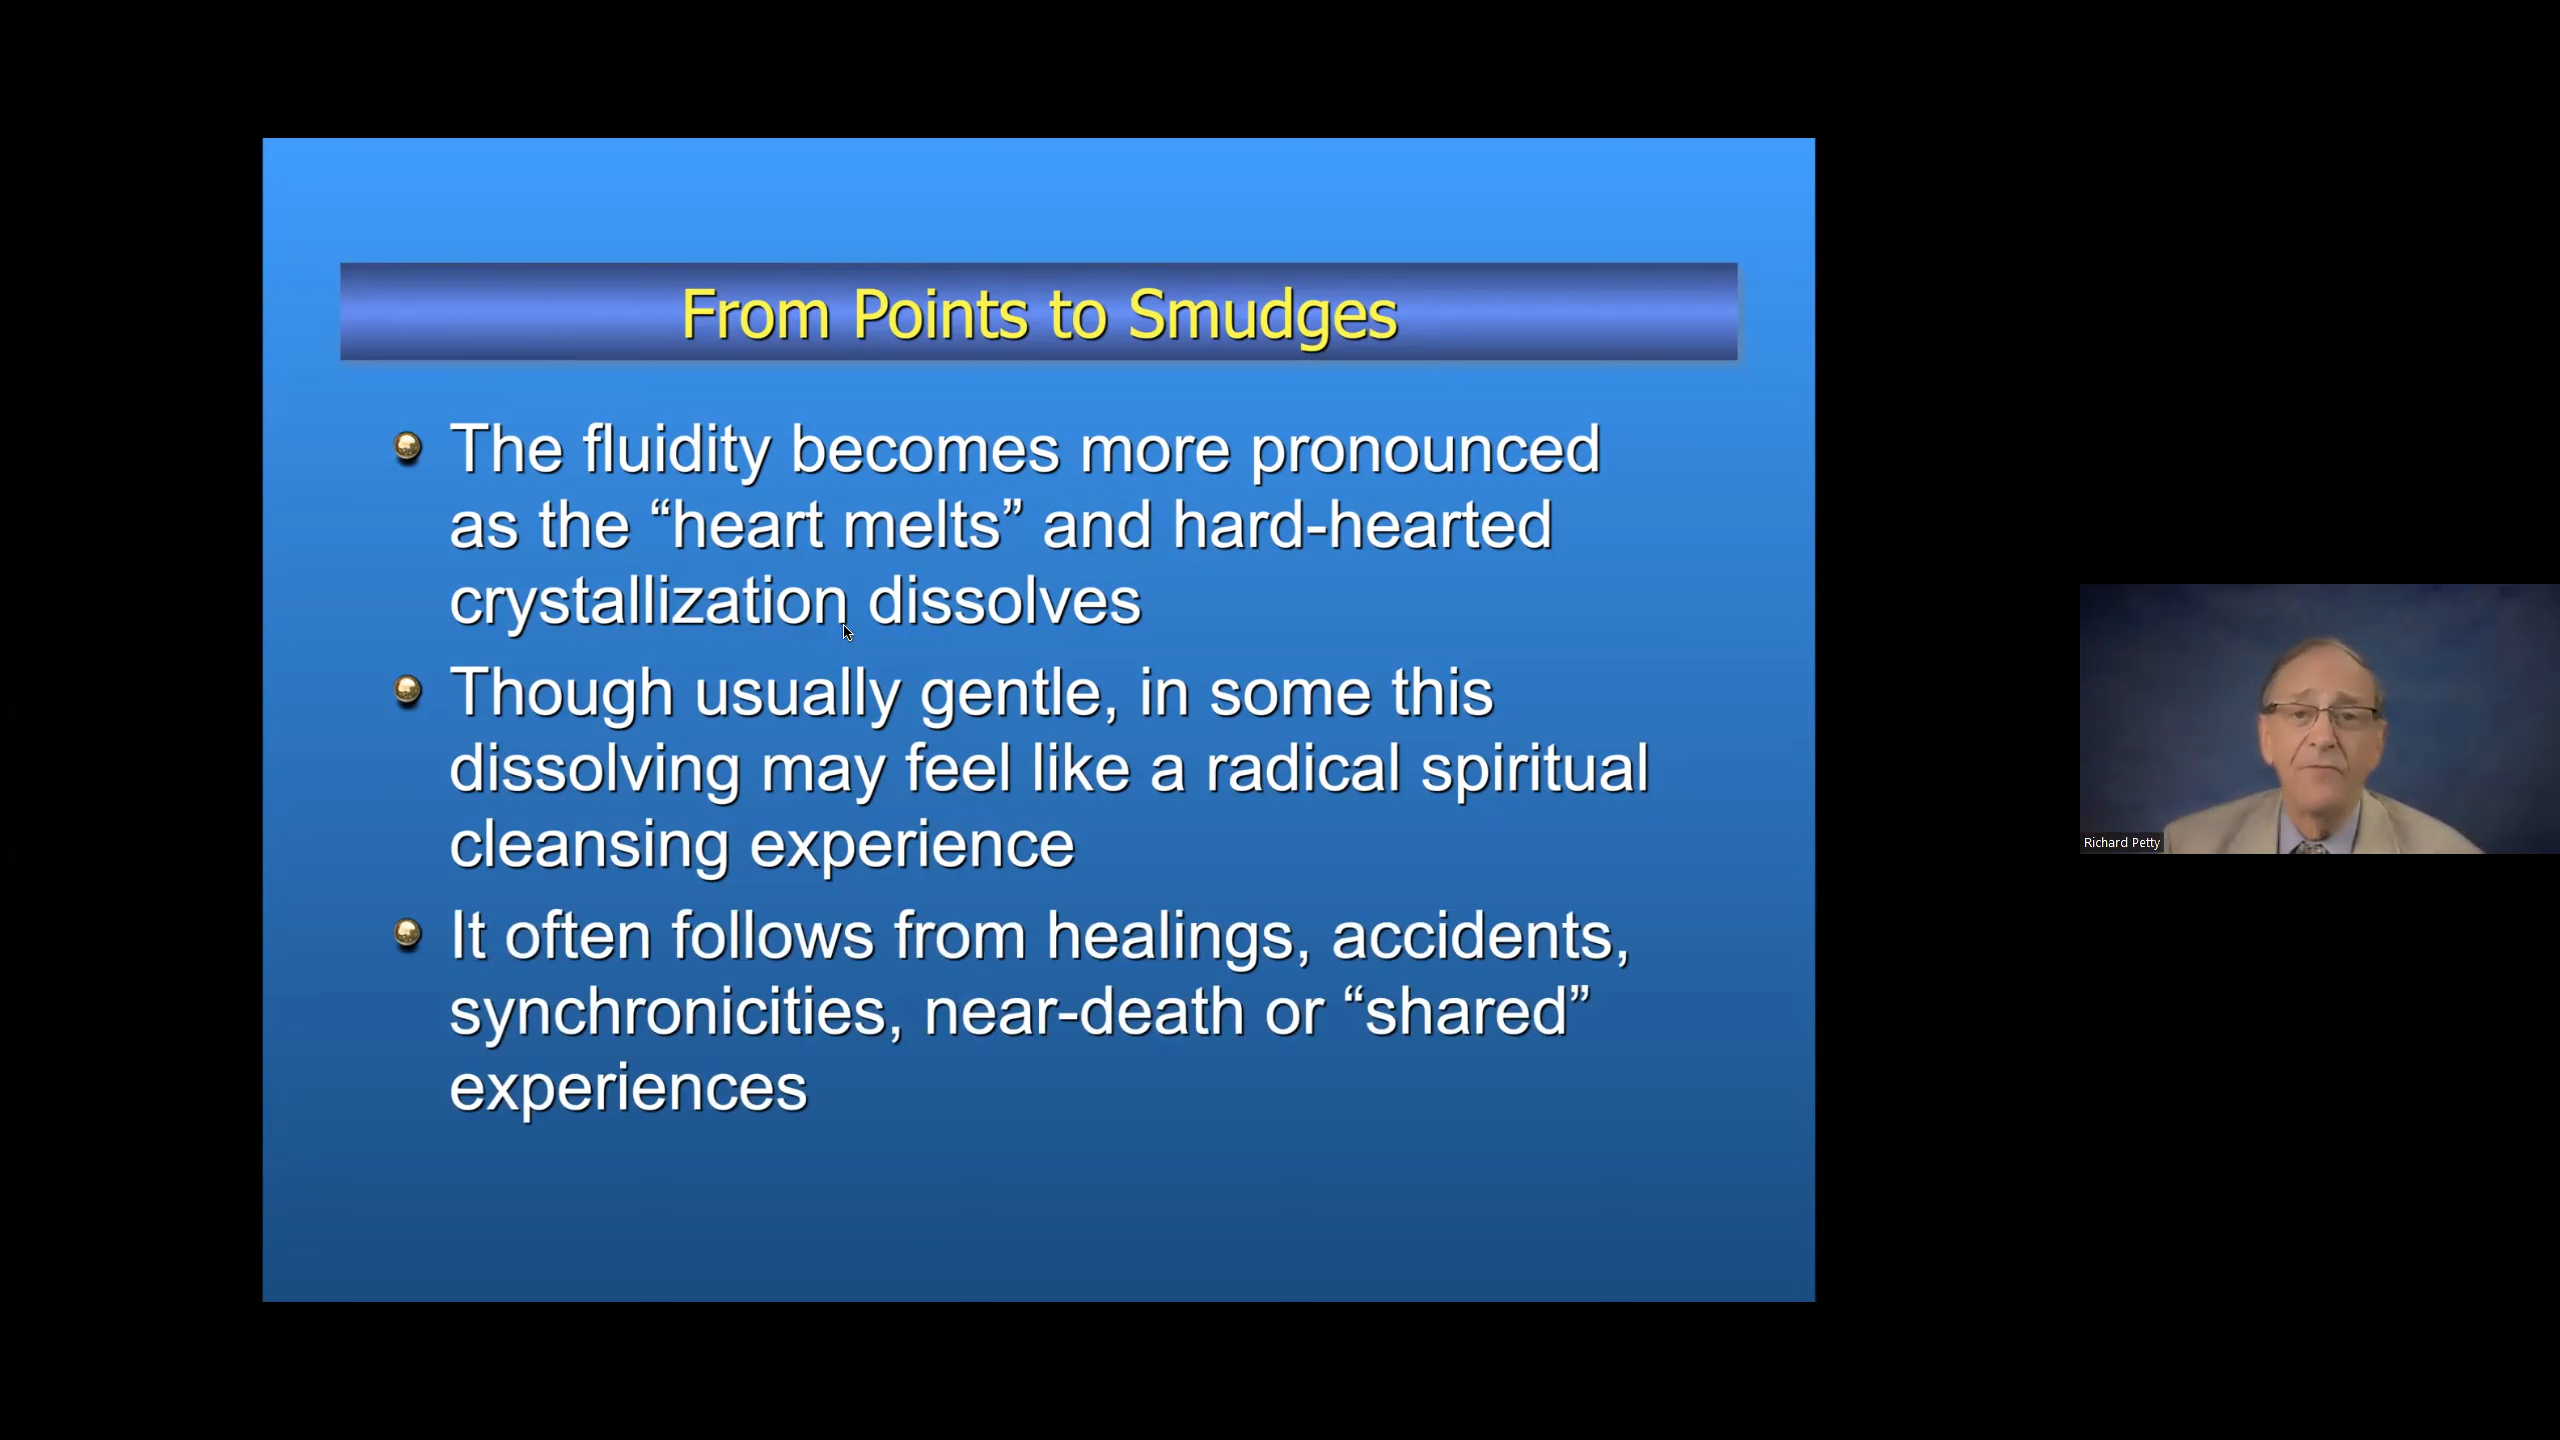 From Points to Smudges
The fluidity becomes more pronounced
as the “heart melts” and hard-hearted
crystallization dissolves
Though usually gentle, in some this
dissolving may feel like a radical spiritual
cleansing experience
It often follows from healings, accidents,
synchronicities, near-death or “shared”
experiences
Richard Petty